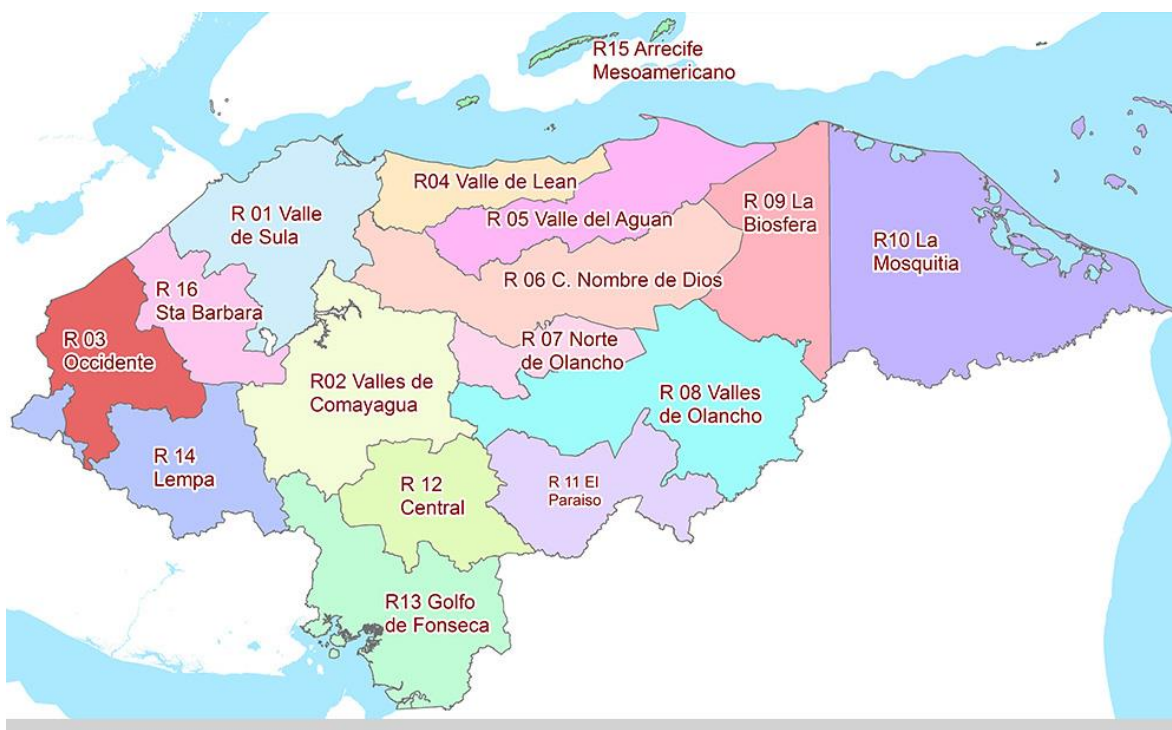 R15 Arrecife
Mesoamericano
R04 Valle de Lean
R 01 Valle
de Sula
R 05 Valle del Aguan
R 09 La
Biosfera
R10 La
Mosquitia
R 16
Sta Barbara
R 06 C. Nombre de Dios
R 03
Occidente
R 07 Norte
de Olancho
R02 Valles de
Comayagua
R 08 Valles
de Olancho
R 14
Lempa
R 12
Central
R 11 El
Paraiso
R13 Golfo
de Fonseca